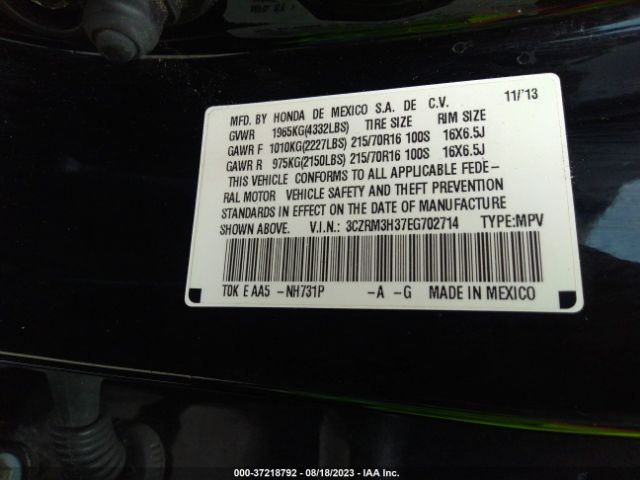 MFD. BY HONDA DE MEXICO S.A. DE C.V. 11/'13
GVWR 1965KG(4332LBS) TIRE SIZE RIM SIZE
GAWR F 1010KG(2227LBS) 215/70R16 100S 16X6.5J
GAWR R 975KG(2150LBS) 215/70R16 100S 16X6.5J
THIS VEHICLE CONFORMS TO ALL APPLICABLE FEDE-
RAL MOTOR VEHICLE SAFETY AND THEFT PREVENTION
STANDARDS IN EFFECT ON THE DATE OF MANUFACTURE
SHOWN ABOVE. V.I.N.: 3CZRM3H37EG702714 TYPE:MPV
T0K E AA5 -NH731P -A -G MADE IN MEXICO
000-37218792 - 08/18/2023 - IAA Inc.